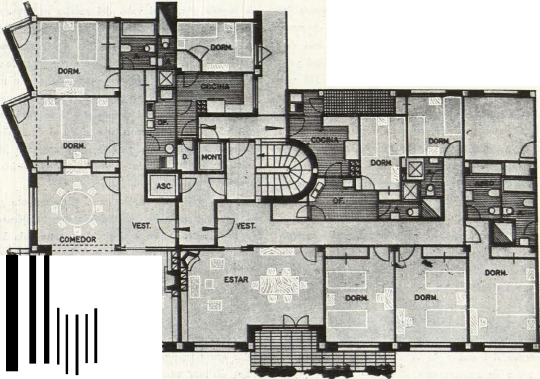 DORM.
DORM.
COCINA
DORM.
OF.
DORM.
D.
MONT.
COCINA
DORM.
ASC.
OF.
VEST.
VEST.
COMEDOR
ESTAR
DORM.
DORM.
DORM.